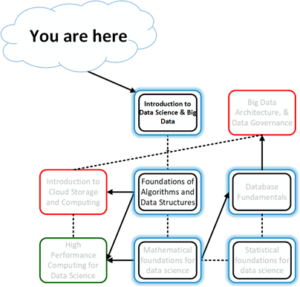 You are here
Introduction to
Data Science & Big
Data
Big Data
Architecture, &
Data Governance
Introduction to
Cloud Storage
and Computing
Foundations of
Algorithms and
Data Structures
Database
Fundamentals
High
Performance
Computing for
Data Science
Mathematical
foundations for
data science
Statistical
foundations for
data science